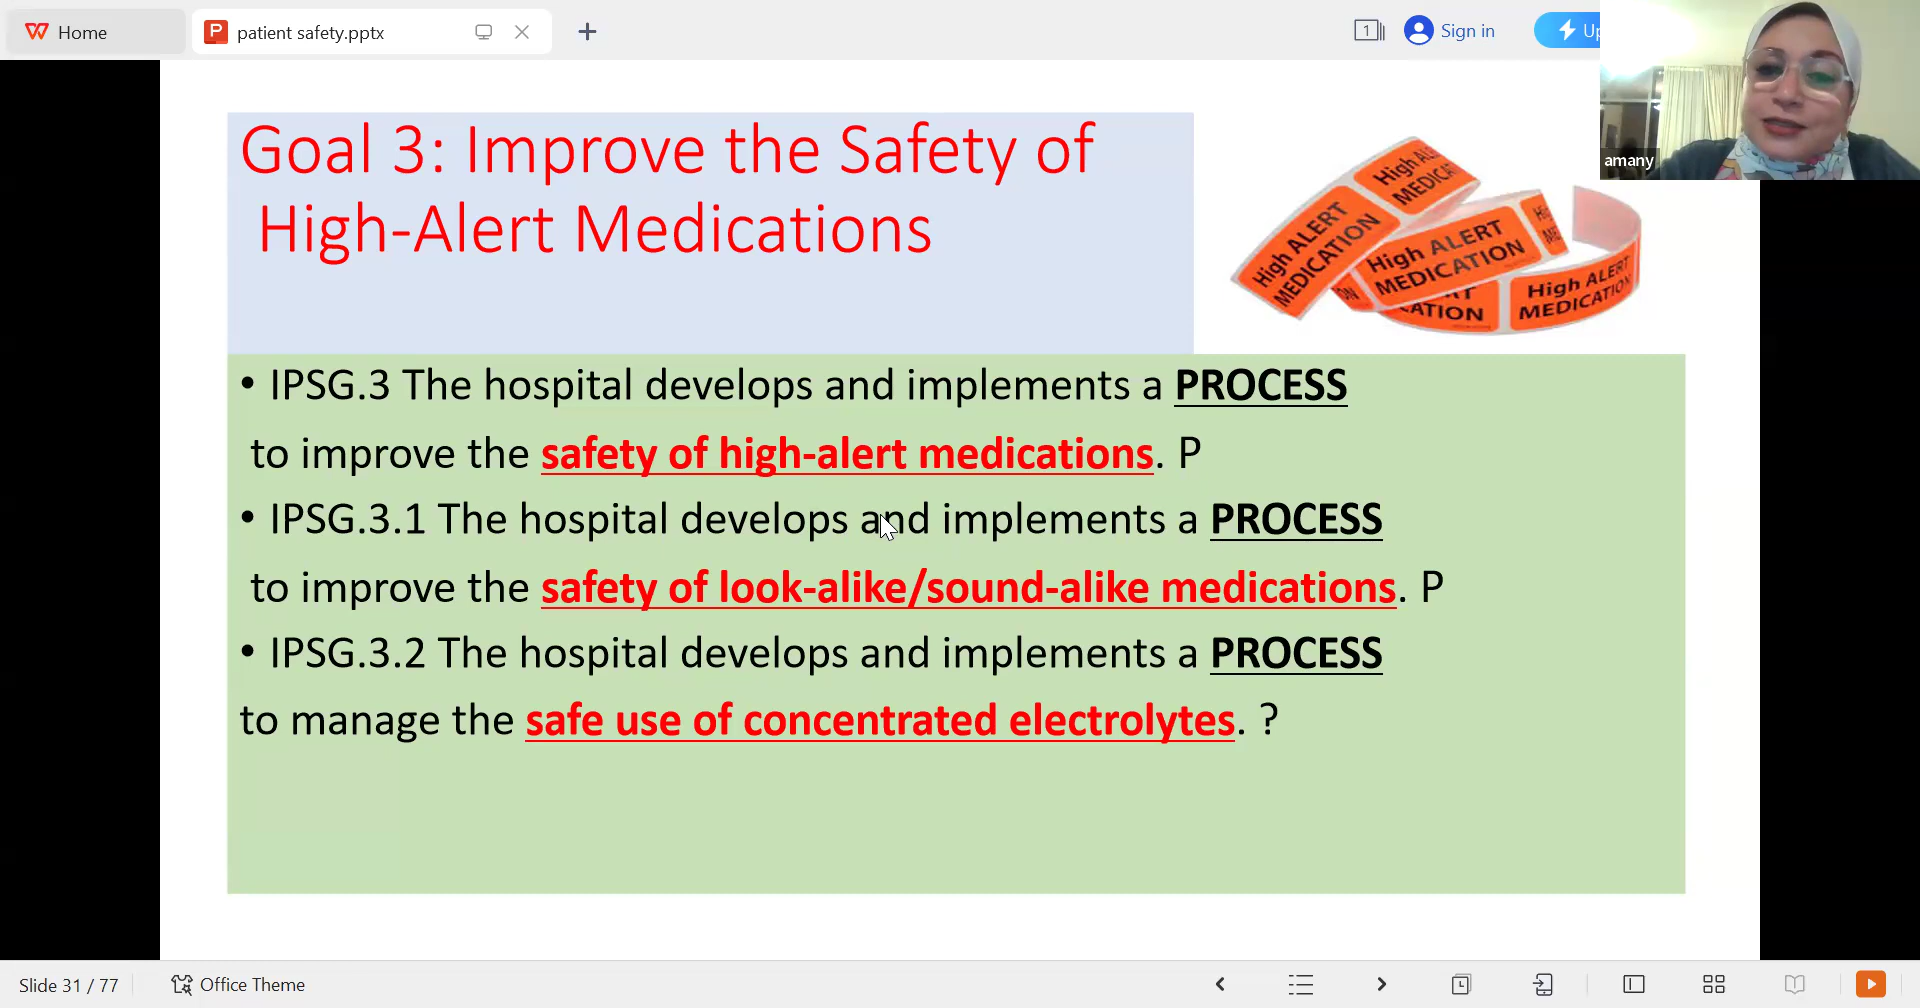 Home
patient safety.pptx
1
Sign in
amany
Goal 3: Improve the Safety of
High-Alert Medications
High ALERT
MEDICATION
High ALERT
MEDICATION
High ALERT
MEDICATION
• IPSG.3 The hospital develops and implements a PROCESS
to improve the safety of high-alert medications. P
• IPSG.3.1 The hospital develops and implements a PROCESS
to improve the safety of look-alike/sound-alike medications. P
• IPSG.3.2 The hospital develops and implements a PROCESS
to manage the safe use of concentrated electrolytes. ?
Slide 31 / 77
Office Theme